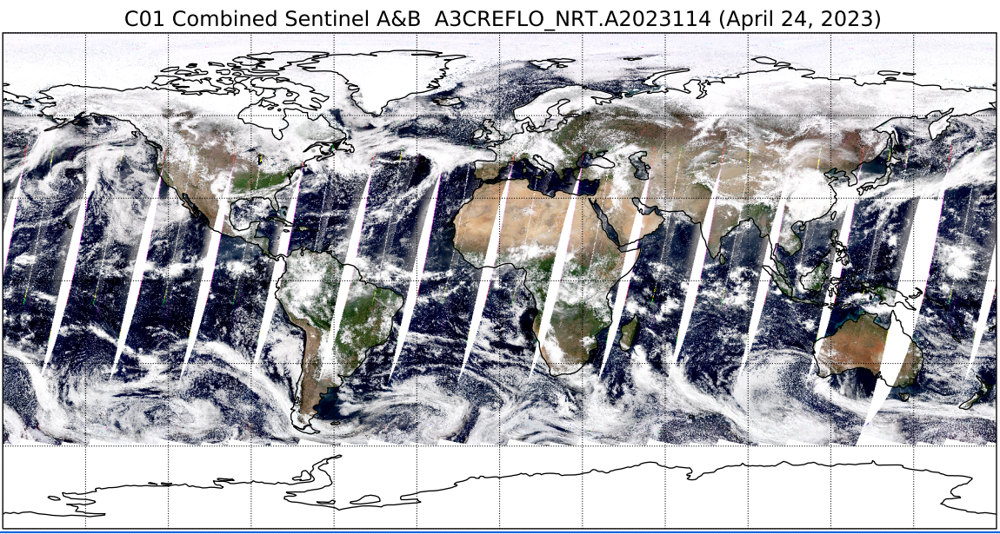 C01 Combined Sentinel A&B  A3CREFLO_NRT.A2023114 (April 24, 2023)